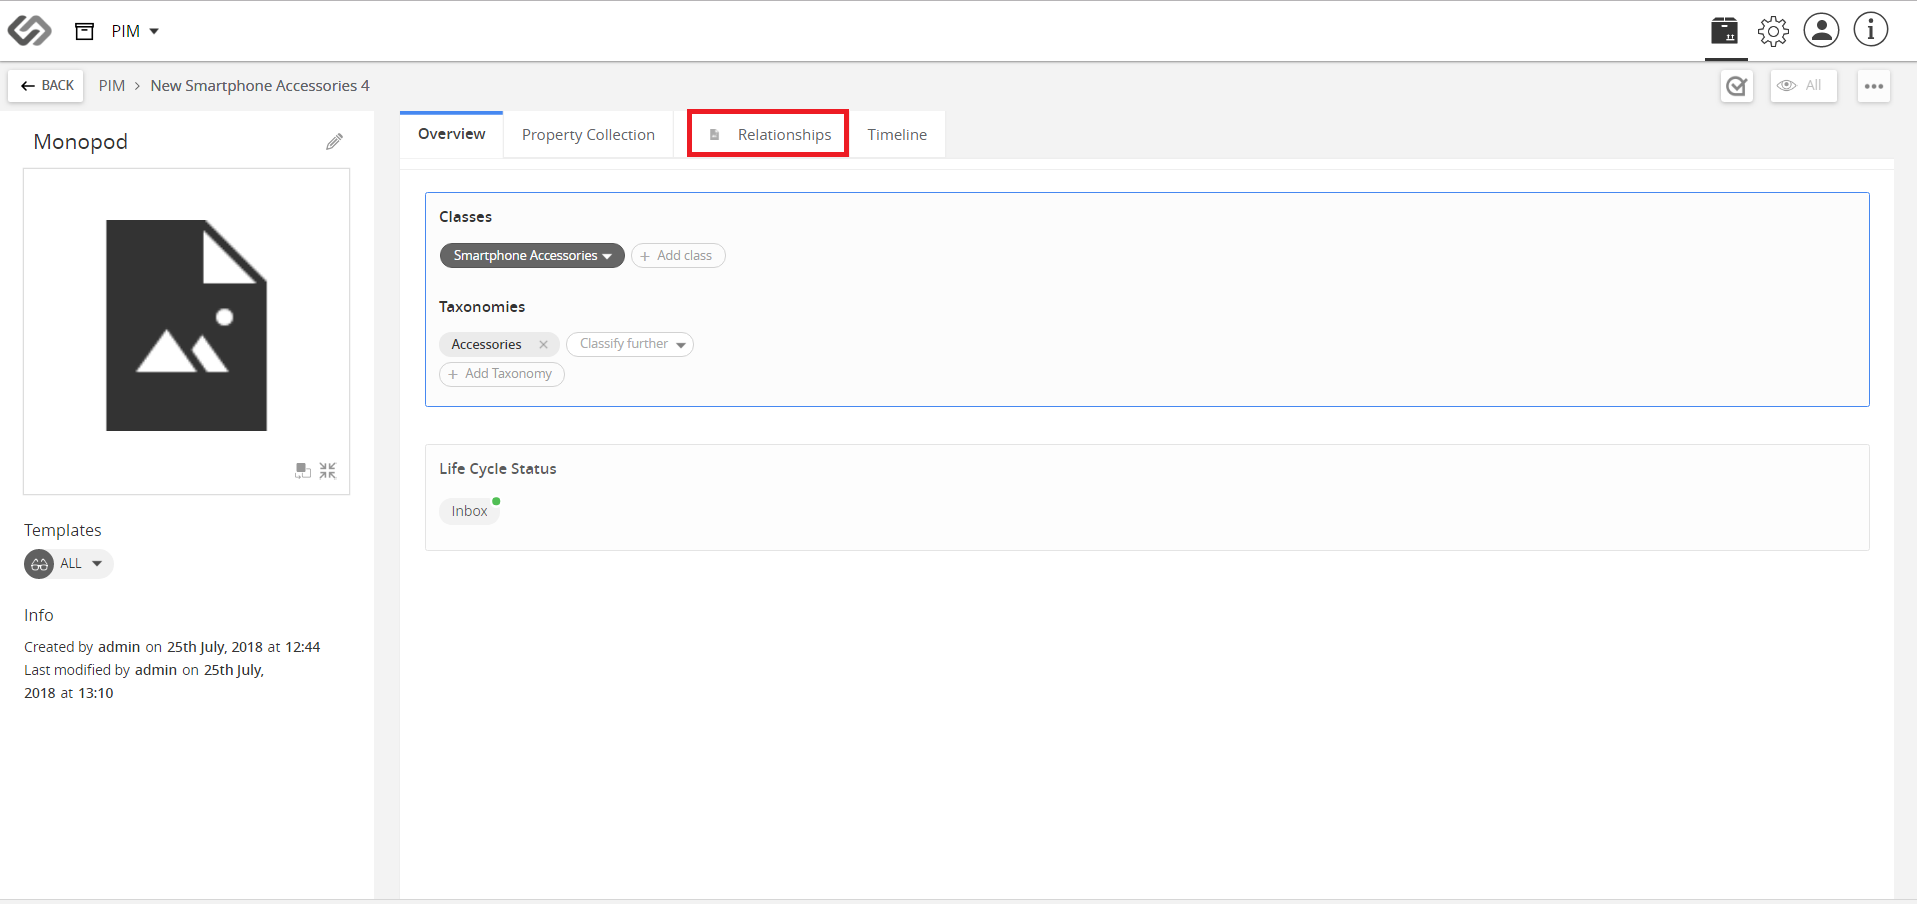 PIM
BACK
PIM > New Smartphone Accessories 4
All
Monopod
Overview
Property Collection
Relationships
Timeline
Classes
Smartphone Accessories
+ Add class
Taxonomies
Accessories ×
Classify further
+ Add Taxonomy
Life Cycle Status
Inbox
Templates
ALL
Info
Created by admin on 25th July, 2018 at 12:44
Last modified by admin on 25th July,
2018 at 13:10